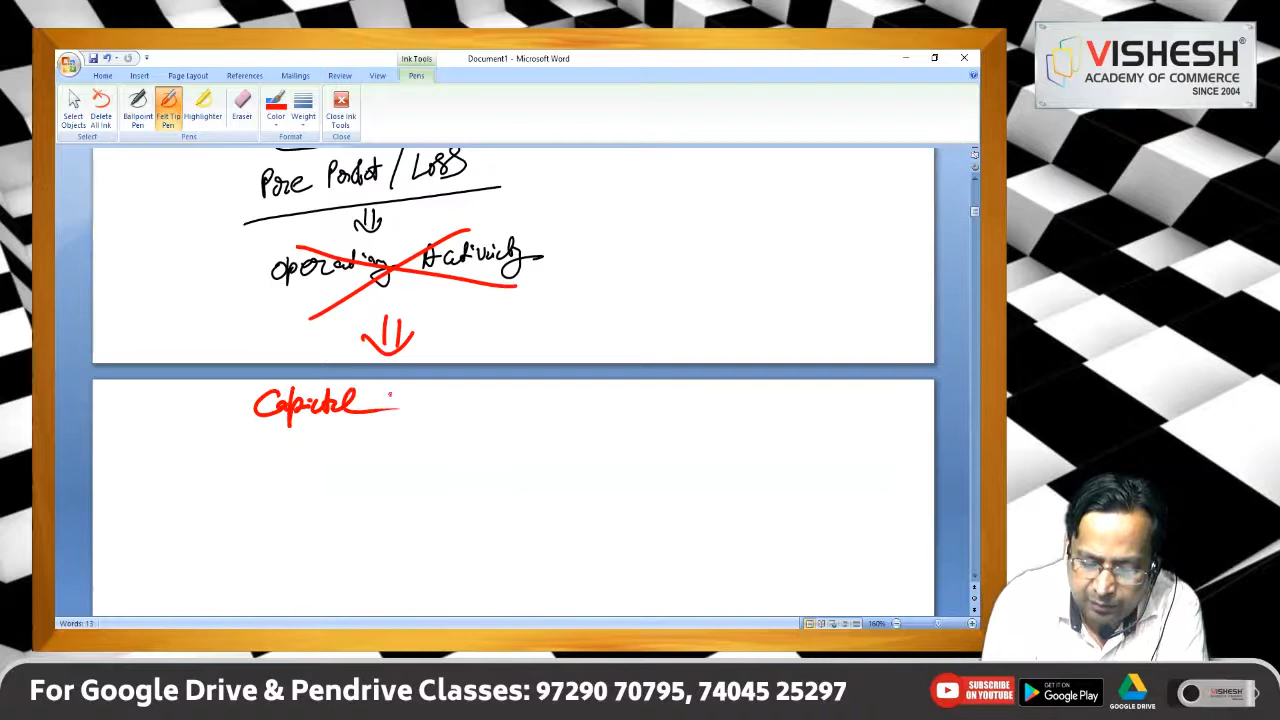 Document1 - Microsoft Word
Ink Tools
Home Insert Page Layout References Mailings Review View Pens
Select Objects
Delete All Ink
Ballpoint Pen
Felt Tip Pen
Highlighter
Eraser
Color
Weight
Close Ink Tools
Select Pens Format Close
/ Loss
Operating Activity
Capital
Words: 13
160%
VISHESH®
ACADEMY OF COMMERCE
SINCE 2004
For Google Drive & Pendrive Classes: 97290 70795, 74045 25297
SUBSCRIBE
ON YOUTUBE
GET IT ON
Google Play
GOOGLE DRIVE
VISHESH